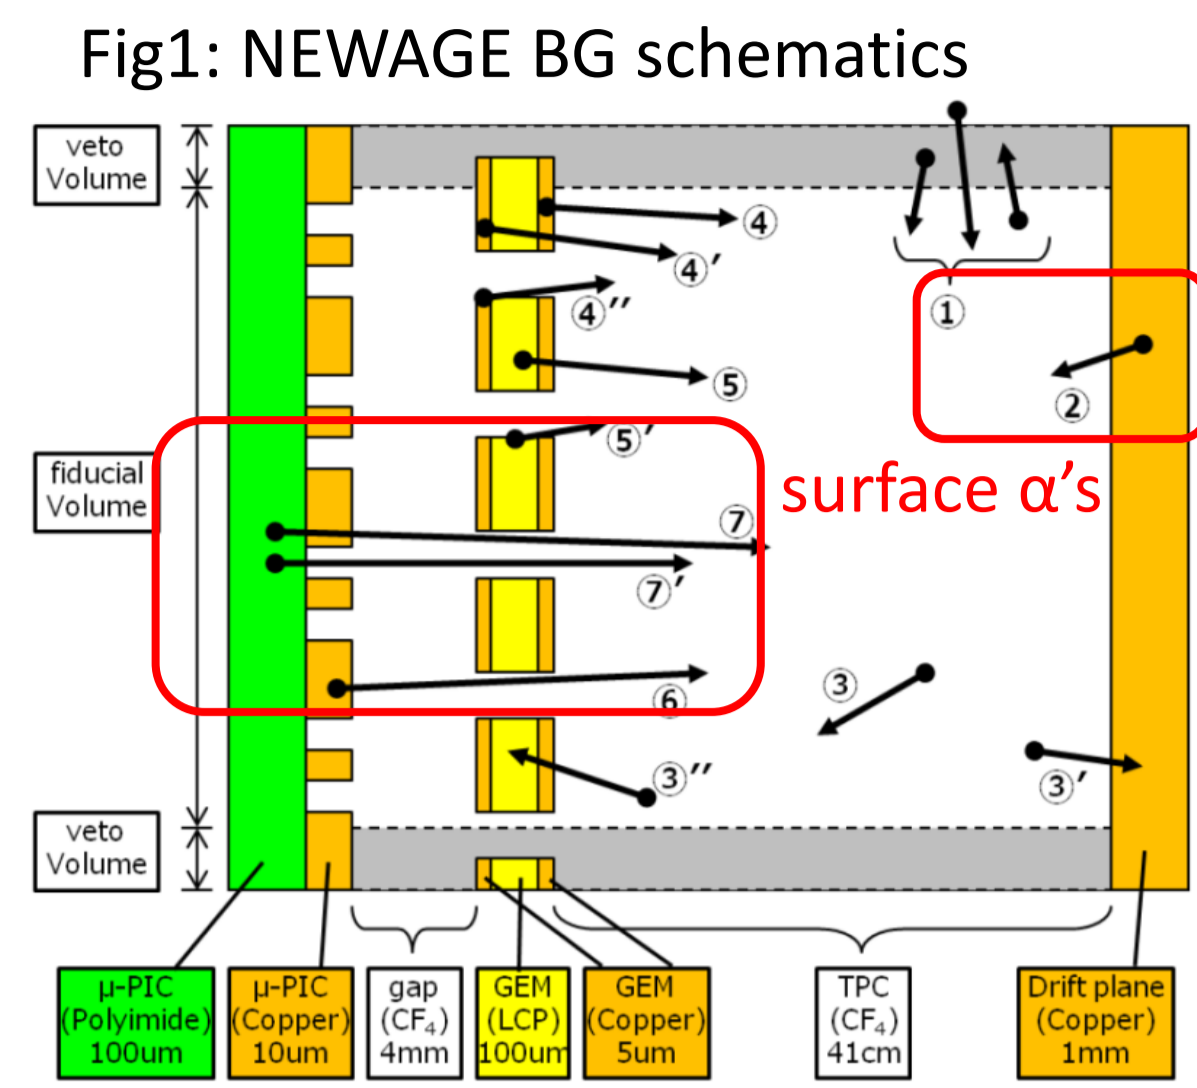 Fig1: NEWAGE BG schematics
veto
Volume
④
④′
④′′
①
⑤
②
⑤′
fiducial
Volume
surface α's
⑦
⑦′
③
⑥
③′′
③′
veto
Volume
μ-PIC
(Polyimide)
100um
μ-PIC
(Copper)
10um
gap
(CF₄)
4mm
GEM
(LCP)
100um
GEM
(Copper)
5um
TPC
(CF₄)
41cm
Drift plane
(Copper)
1mm